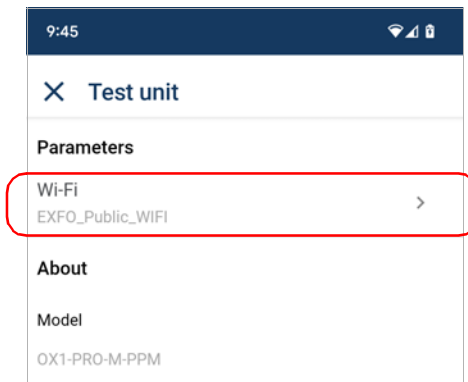 9:45
Test unit
Parameters
Wi-Fi
EXFO_Public_WIFI
About
Model
OX1-PRO-M-PPM